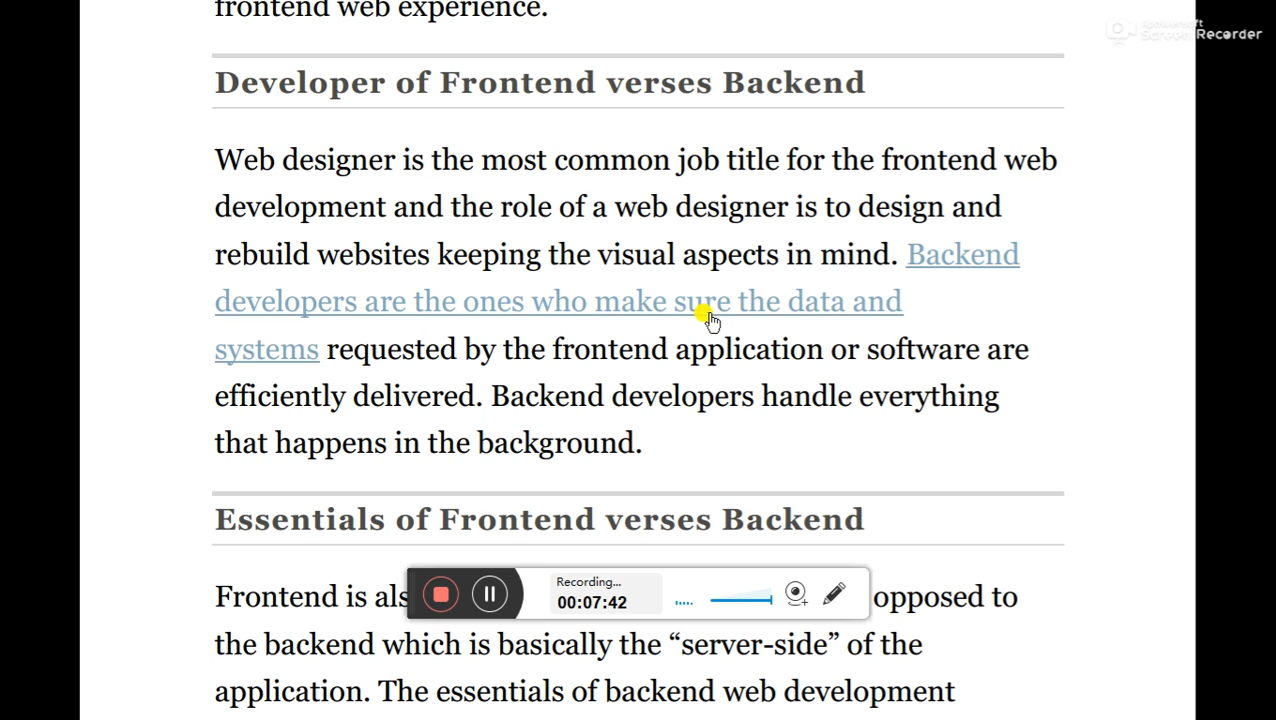 frontend web experience.
Apowersoft
Screen Recorder
Developer of Frontend verses Backend
Web designer is the most common job title for the frontend web
development and the role of a web designer is to design and
rebuild websites keeping the visual aspects in mind. Backend
developers are the ones who make sure the data and
systems requested by the frontend application or software are
efficiently delivered. Backend developers handle everything
that happens in the background.
Essentials of Frontend verses Backend
Frontend is als
Recording...
00:07:42
opposed to
the backend which is basically the “server-side” of the
application. The essentials of backend web development